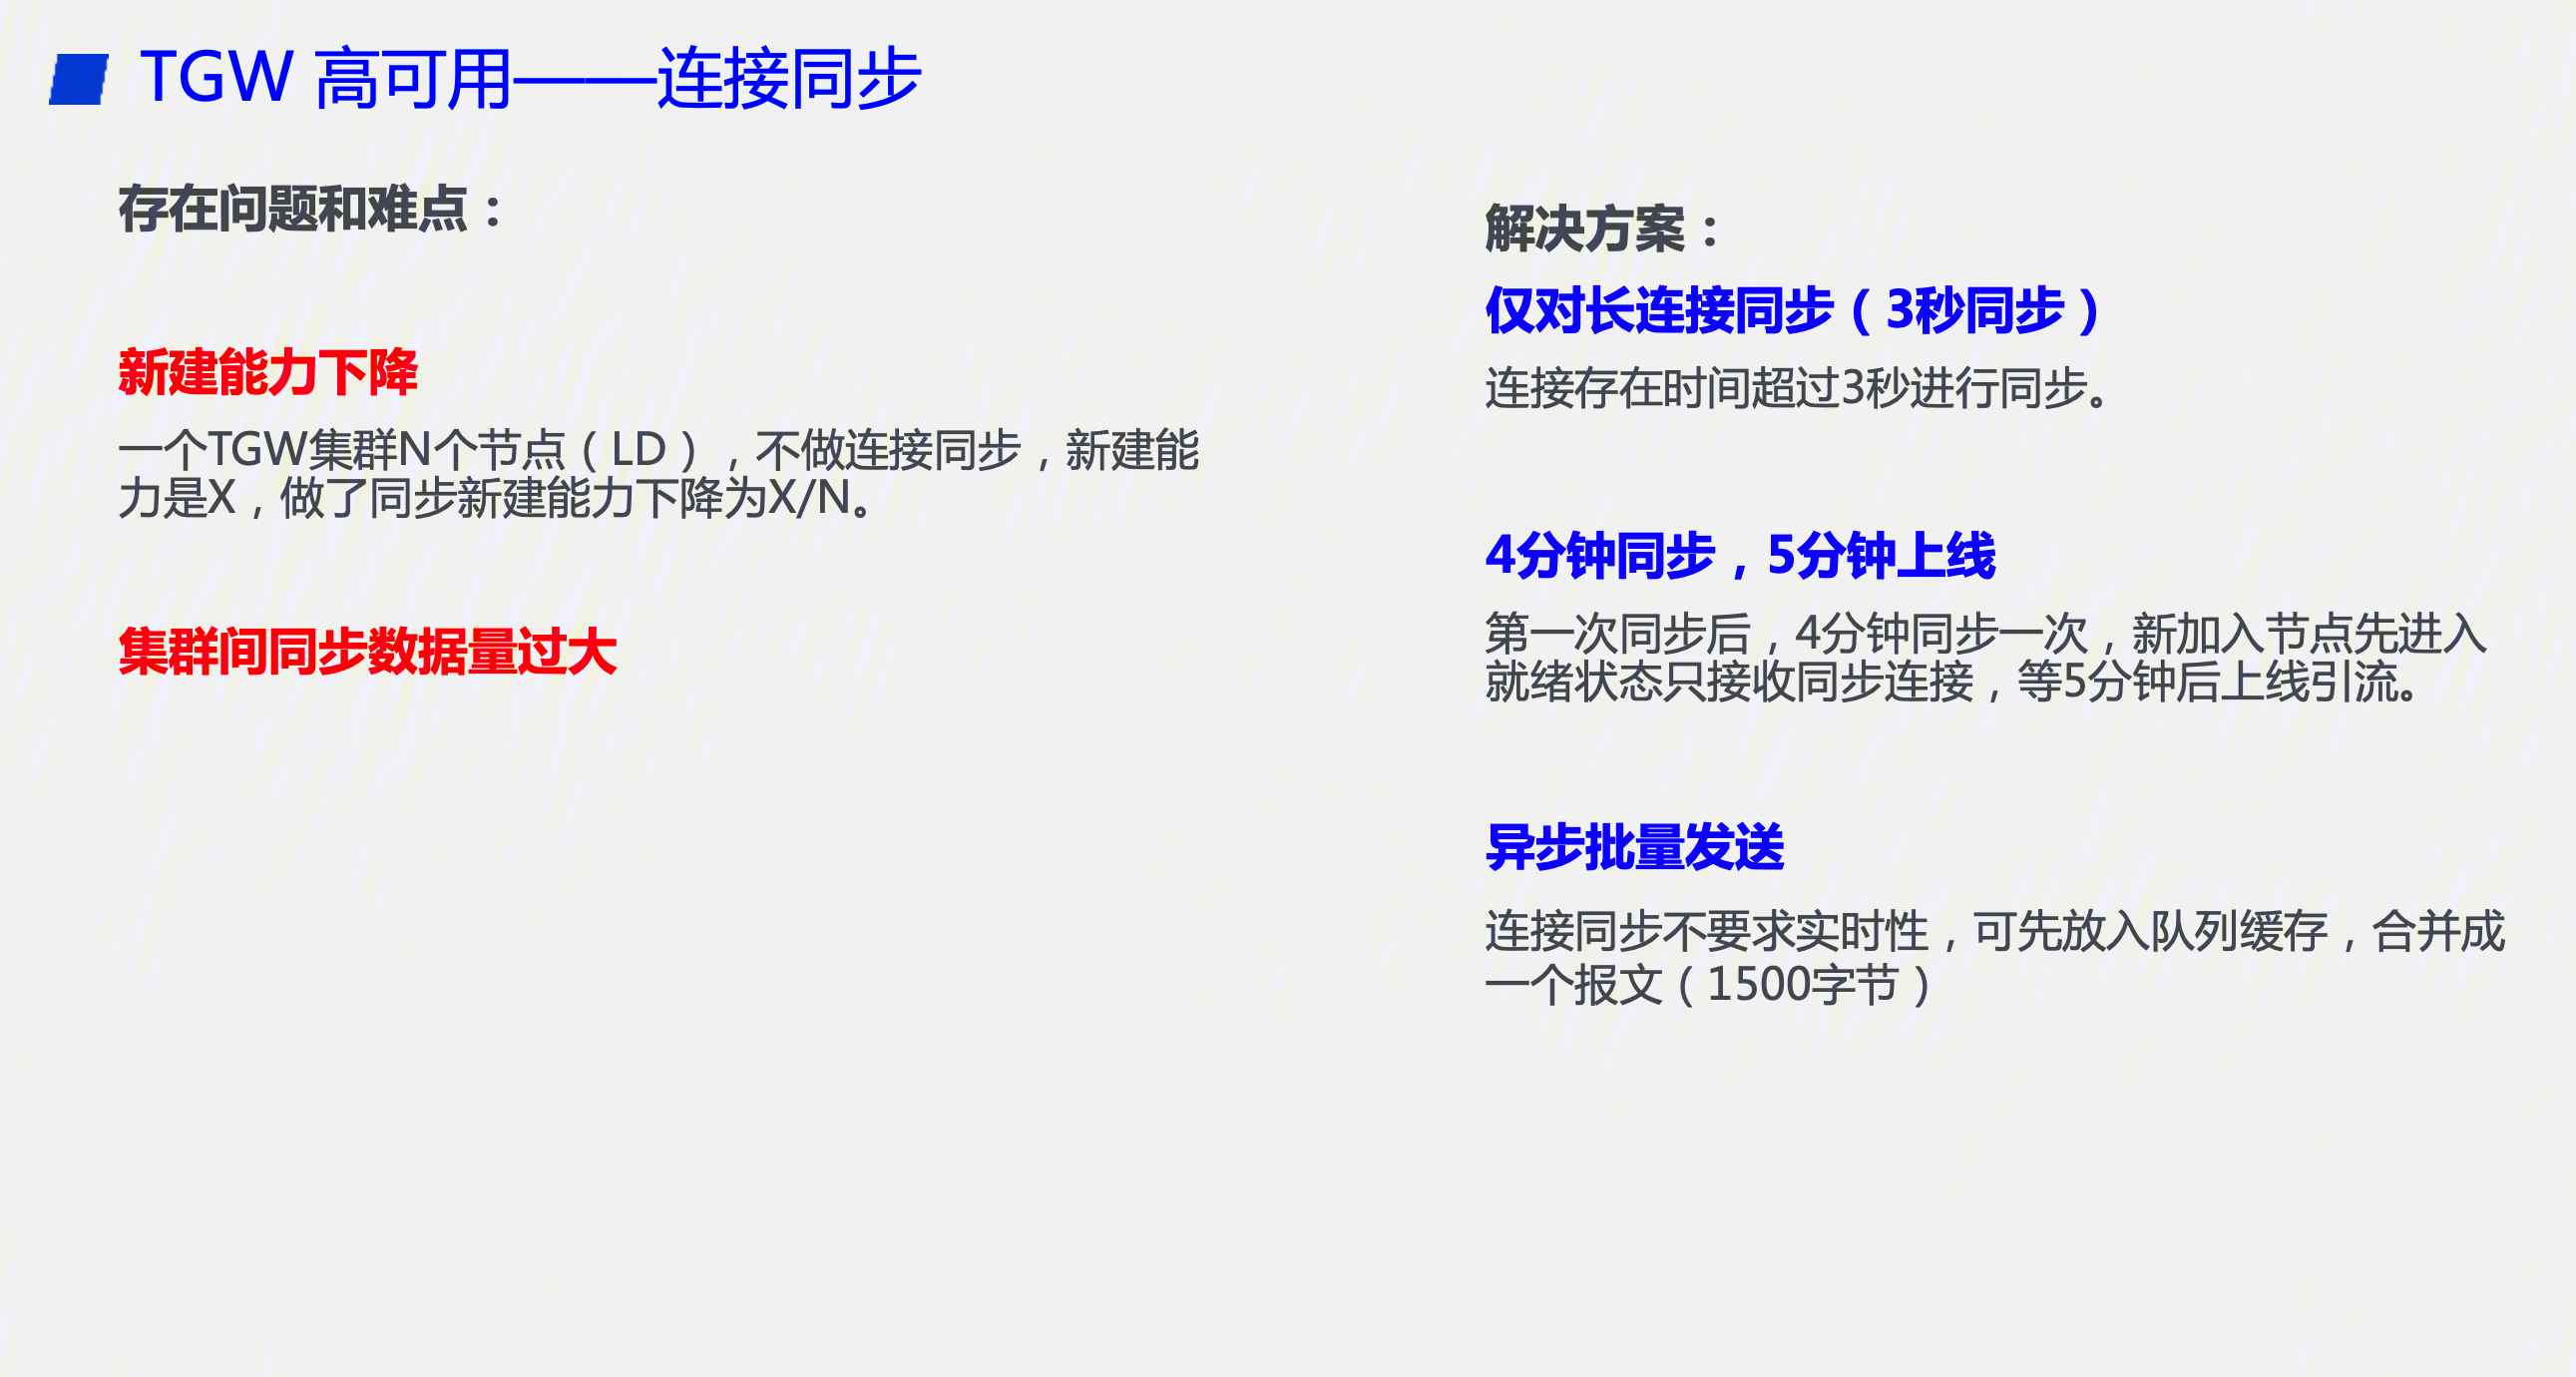 TGW 高可用——连接同步
存在问题和难点：
新建能力下降
一个TGW集群N个节点（LD），不做连接同步，新建能
力是X，做了同步新建能力下降为X/N。
集群间同步数据量过大
解决方案：
仅对长连接同步（3秒同步）
连接存在时间超过3秒进行同步。
4分钟同步，5分钟上线
第一次同步后，4分钟同步一次，新加入节点先进入
就绪状态只接收同步连接，等5分钟后上线引流。
异步批量发送
连接同步不要求实时性，可先放入队列缓存，合并成
一个报文（1500字节）